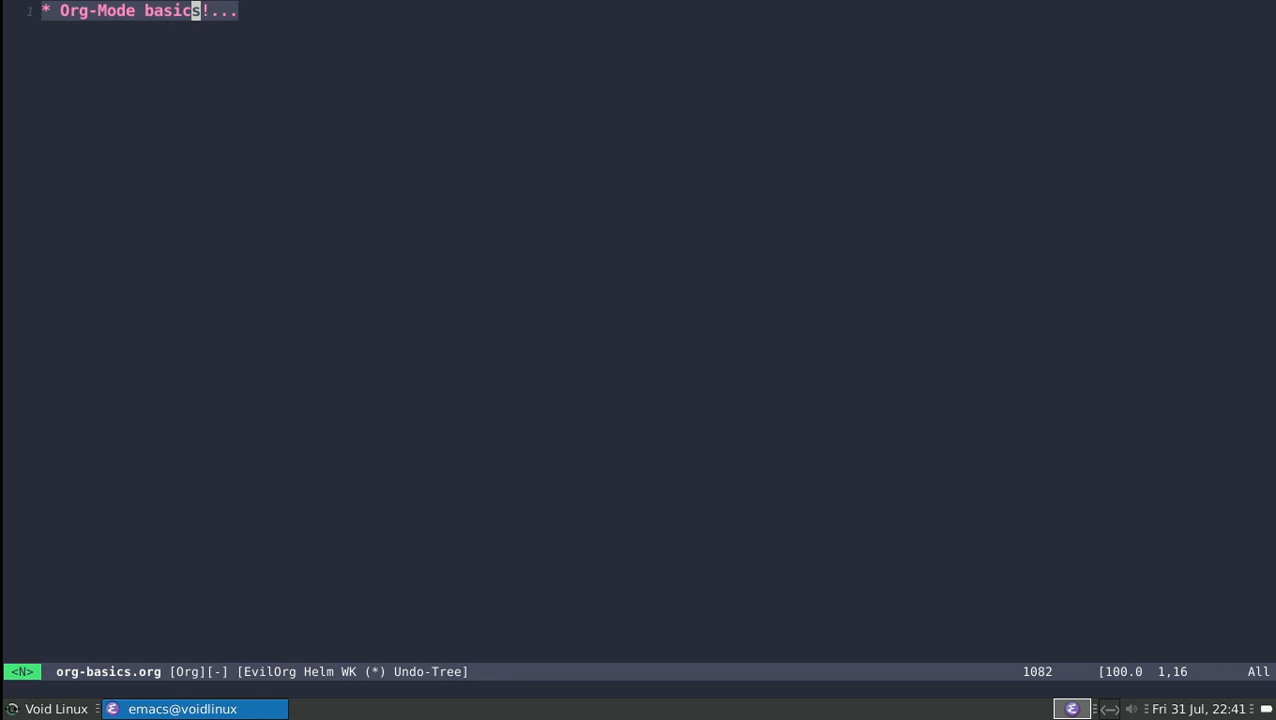 1 * Org-Mode basics!...
<N> org-basics.org [Org][-] [EvilOrg Helm WK (*) Undo-Tree] 1082 [100.0 1,16 All
Void Linux emacs@voidlinux Fri 31 Jul, 22:41